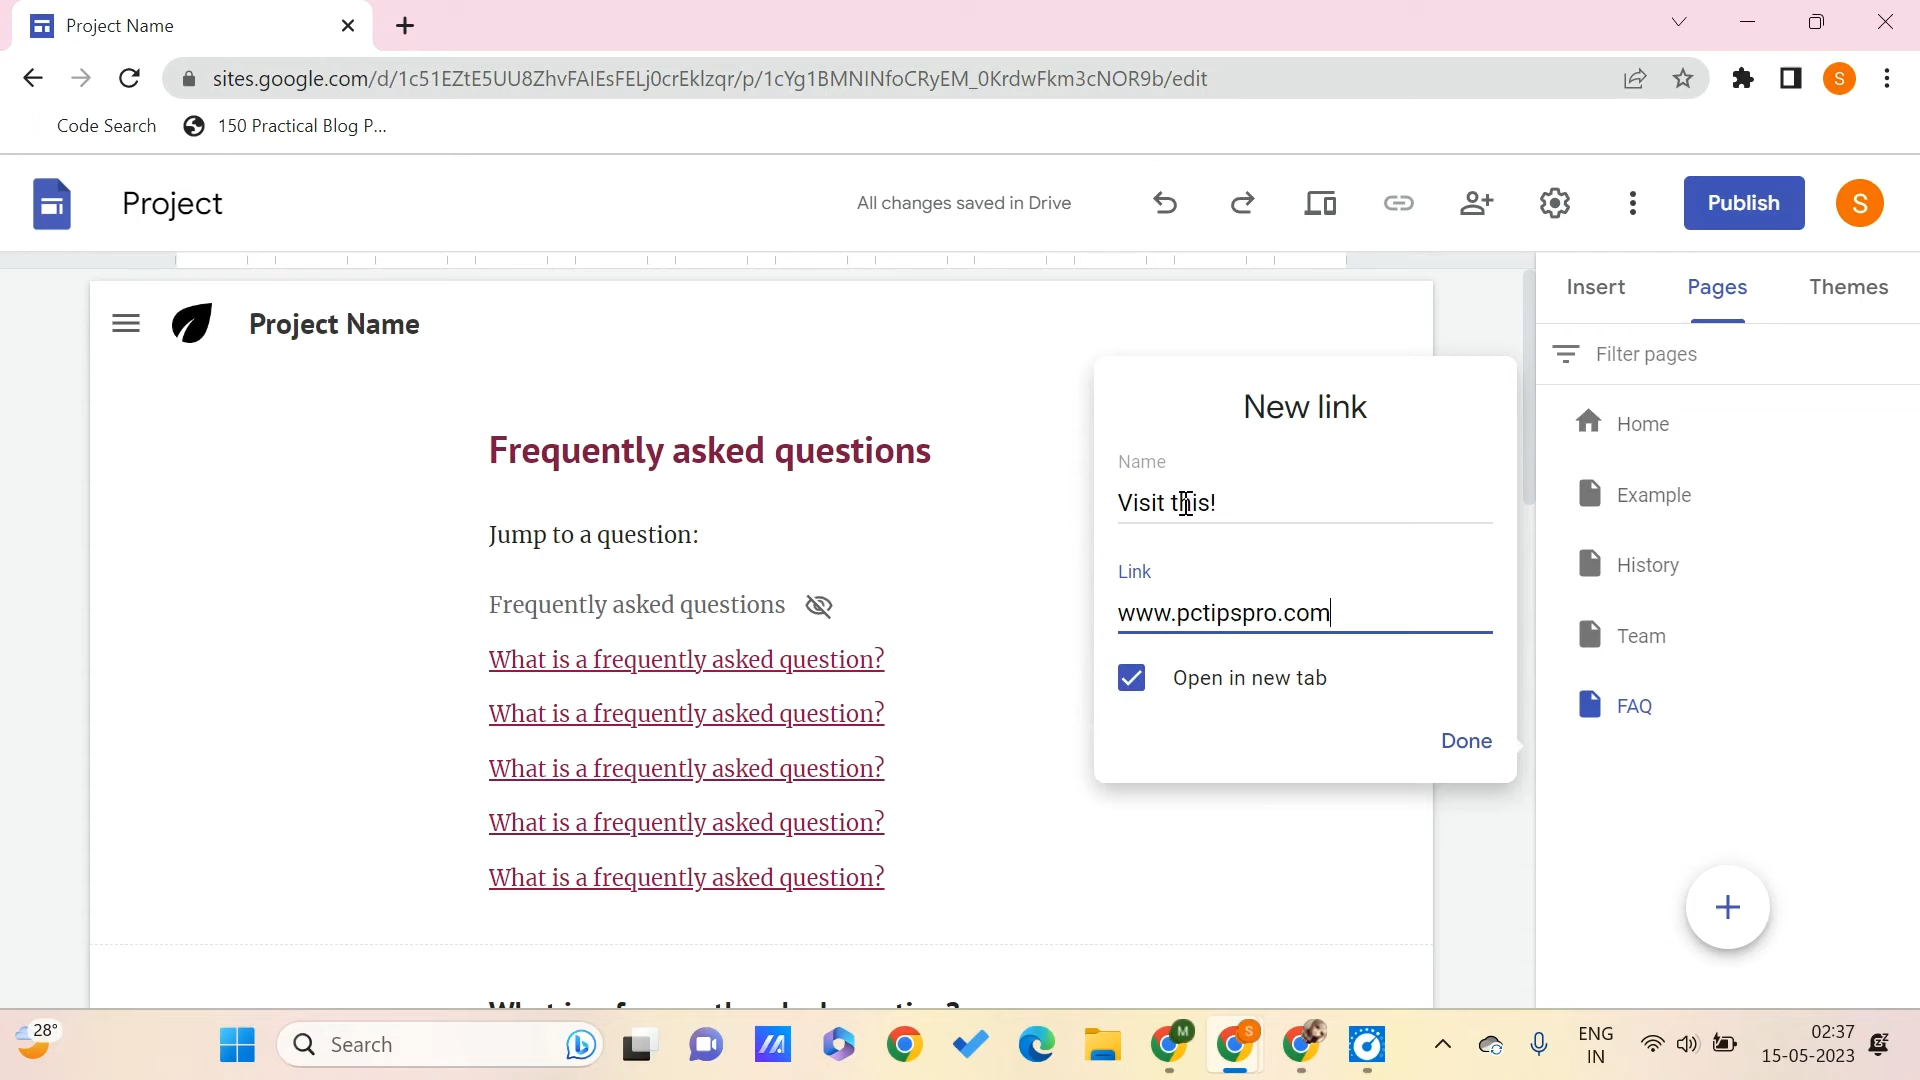 Project Name
sites.google.com/d/1c51EZtE5UU8ZhvFAIEsFELj0crEklzqr/p/1cYg1BMNINfoCRyEM_0KrdwFkm3cNOR9b/edit
S
Code Search
150 Practical Blog P...
Project
All changes saved in Drive
Publish
S
Insert
Pages
Themes
Project Name
Filter pages
Frequently asked questions
Jump to a question:
Frequently asked questions
What is a frequently asked question?
What is a frequently asked question?
What is a frequently asked question?
What is a frequently asked question?
What is a frequently asked question?
New link
Name
Visit this!
Link
www.pctipspro.com
Open in new tab
Done
Home
Example
History
Team
FAQ
28°
Search
M
S
ENG
IN
02:37
15-05-2023